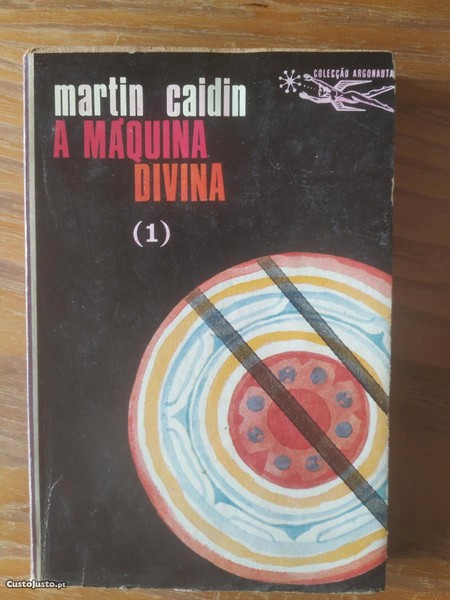 COLECÇÃO ARGONAUTA
martin caidin
A MÁQUINA
DIVINA
(1)
CustoJusto.pt